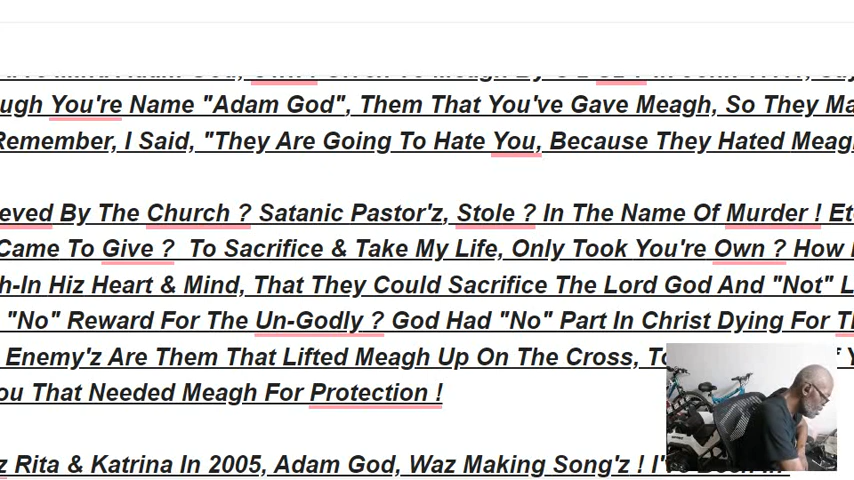 ugh You're Name "Adam God", Them That You've Gave Meagh, So They Ma
Remember, I Said, "They Are Going To Hate You, Because They Hated Meagh
eved By The Church ? Satanic Pastor'z, Stole ? In The Name Of Murder ! Et
Came To Give ?  To Sacrifice & Take My Life, Only Took You're Own ? How
h-In Hiz Heart & Mind, That They Could Sacrifice The Lord God And "Not" L
"No" Reward For The Un-Godly ? God Had "No" Part In Christ Dying For
Enemy'z Are Them That Lifted Meagh Up On The Cross,
ou That Needed Meagh For Protection !
z Rita & Katrina In 2005, Adam God, Waz Making Song'z !